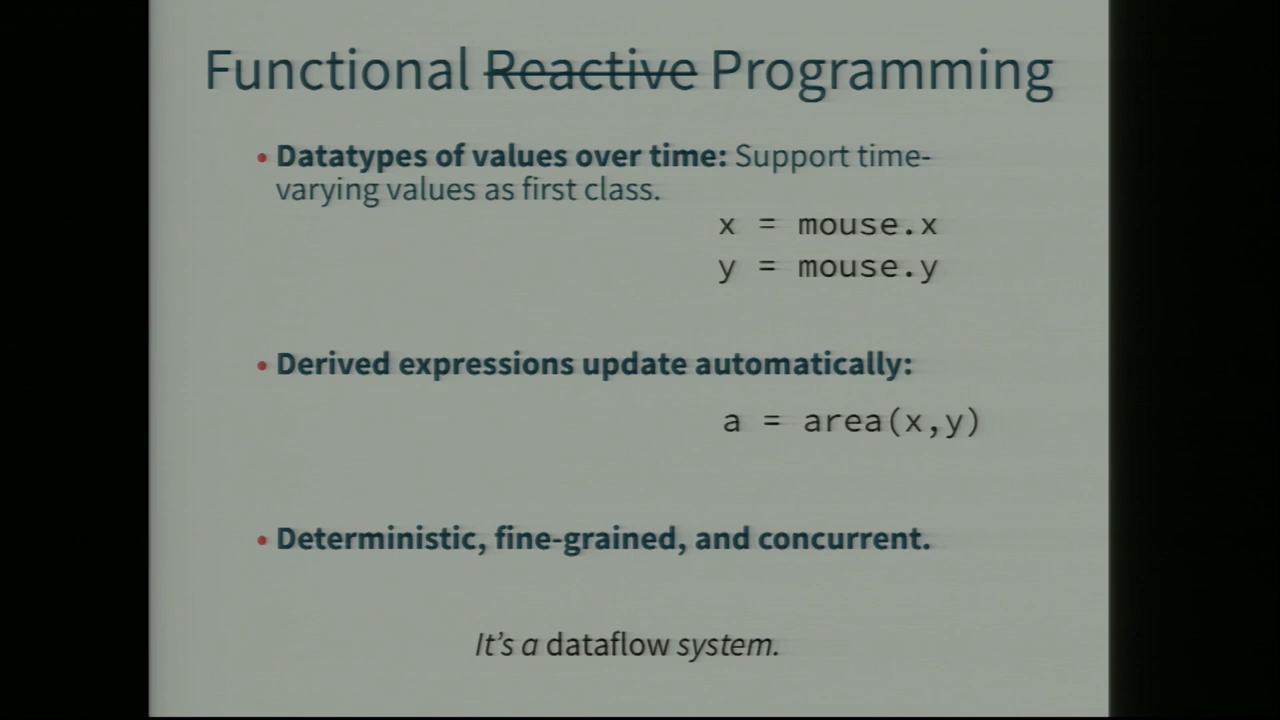 Functional Reactive Programming
• Datatypes of values over time: Support time-
varying values as first class.
x = mouse.x
y = mouse.y
• Derived expressions update automatically:
a = area(x,y)
• Deterministic, fine-grained, and concurrent.
It's a dataflow system.